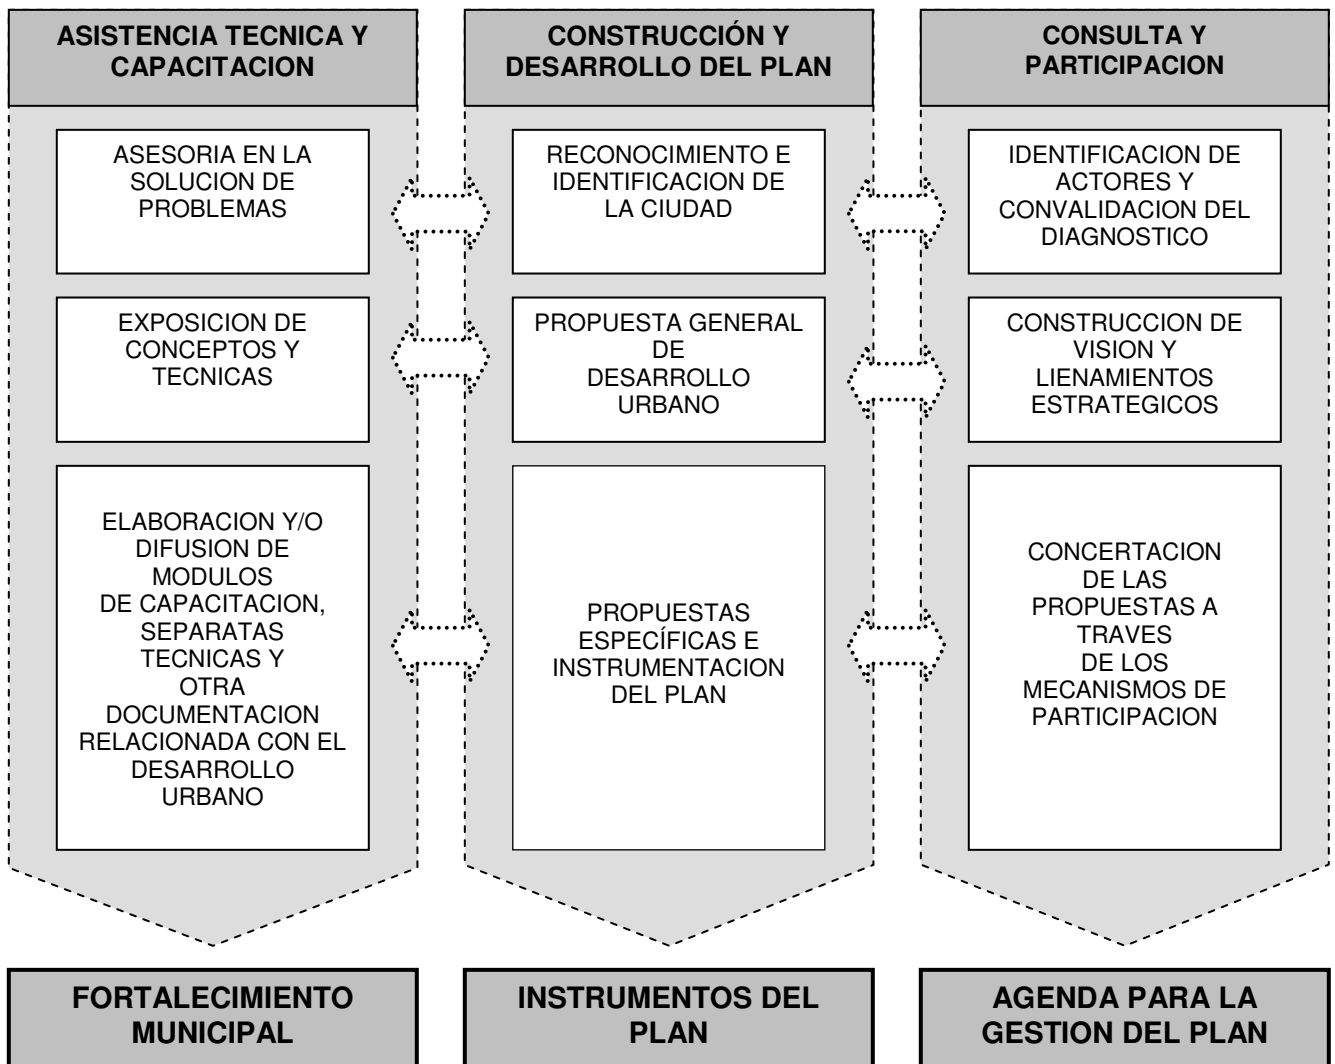 ASISTENCIA TECNICA Y
CAPACITACION
ASESORIA EN LA
SOLUCION DE
PROBLEMAS
EXPOSICION DE
CONCEPTOS Y
TECNICAS
ELABORACION Y/O
DIFUSION DE
MODULOS
DE CAPACITACION,
SEPARATAS
TECNICAS Y
OTRA
DOCUMENTACION
RELACIONADA CON EL
DESARROLLO
URBANO
FORTALECIMIENTO
MUNICIPAL
CONSTRUCCIÓN Y
DESARROLLO DEL PLAN
RECONOCIMIENTO E
IDENTIFICACION DE
LA CIUDAD
PROPUESTA GENERAL
DE
DESARROLLO
URBANO
PROPUESTAS
ESPECÍFICAS E
INSTRUMENTACION
DEL PLAN
INSTRUMENTOS DEL
PLAN
CONSULTA Y
PARTICIPACION
IDENTIFICACION DE
ACTORES Y
CONVALIDACION DEL
DIAGNOSTICO
CONSTRUCCION DE
VISION Y
LIENAMIENTOS
ESTRATEGICOS
CONCERTACION
DE LAS
PROPUESTAS A
TRAVES
DE LOS
MECANISMOS DE
PARTICIPACION
AGENDA PARA LA
GESTION DEL PLAN